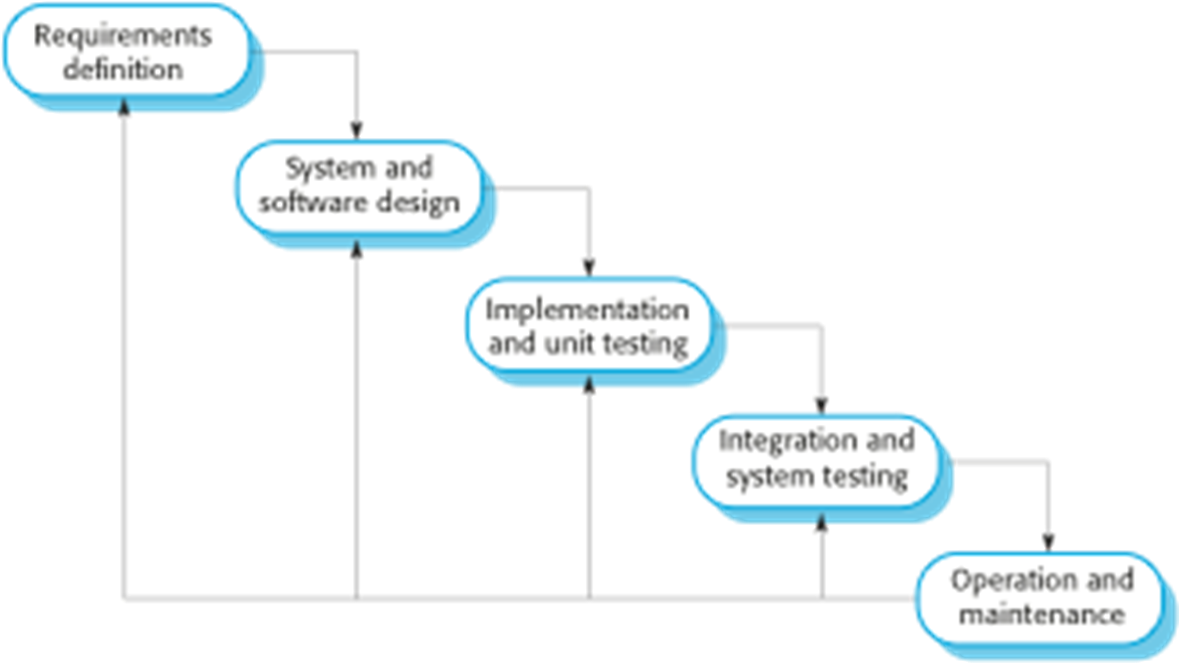 Requirements
definition
System and
software design
Implementation
and unit testing
Integration and
system testing
Operation and
maintenance